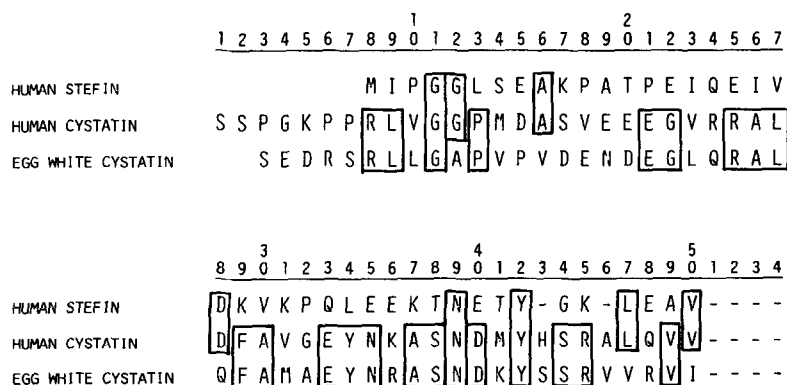 1
0
2
0
1 2 3 4 5 6 7 8 9 0 1 2 3 4 5 6 7 8 9 0 1 2 3 4 5 6 7
HUMAN STEFIN M I P G G L S E A K P A T P E I Q E I V
HUMAN CYSTATIN S S P G K P P R L V G G P M D A S V E E E G V R R A L
EGG WHITE CYSTATIN S E D R S R L L G A P V P V D E N D E G L Q R A L
3 4 5
8 9 0 1 2 3 4 5 6 7 8 9 0 1 2 3 4 5 6 7 8 9 0 1 2 3 4
HUMAN STEFIN D K V K P Q L E E K T N E T Y - G K - L E A V - - - -
HUMAN CYSTATIN D F A V G E Y N K A S N D M Y H S R A L Q V V - - - -
EGG WHITE CYSTATIN Q F A M A E Y N R A S N D K Y S S R V V R V I - - - -